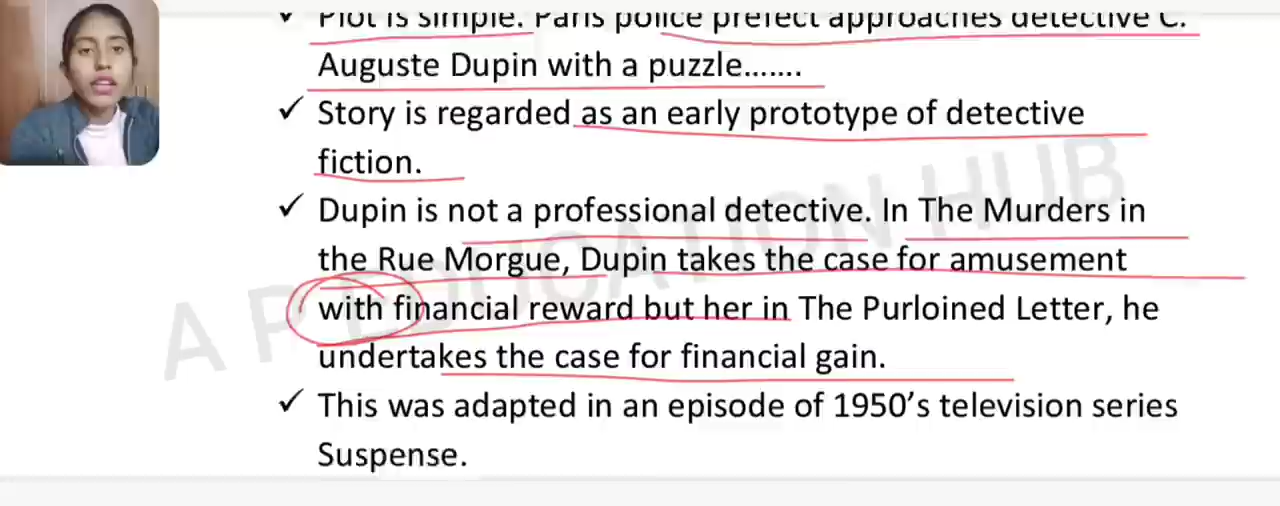 ✓ Plot is simple. Paris police prefect approaches detective C.
Auguste Dupin with a puzzle.......
✓ Story is regarded as an early prototype of detective
fiction.
✓ Dupin is not a professional detective. In The Murders in
the Rue Morgue, Dupin takes the case for amusement
with financial reward but her in The Purloined Letter, he
undertakes the case for financial gain.
✓ This was adapted in an episode of 1950’s television series
Suspense.
A P EDUCATION HUB